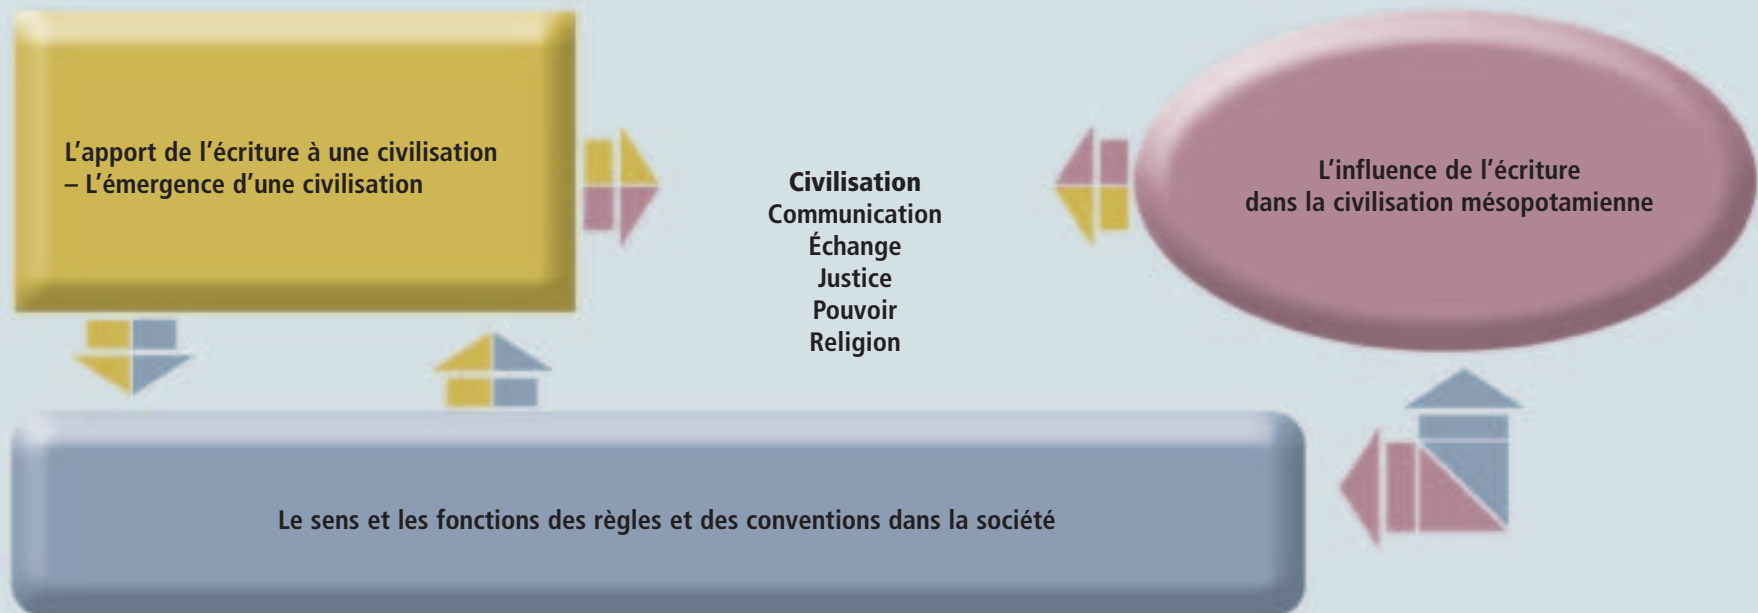 L’apport de l’écriture à une civilisation
– L’émergence d’une civilisation
Civilisation
Communication
Échange
Justice
Pouvoir
Religion
L’influence de l’écriture
dans la civilisation mésopotamienne
Le sens et les fonctions des règles et des conventions dans la société